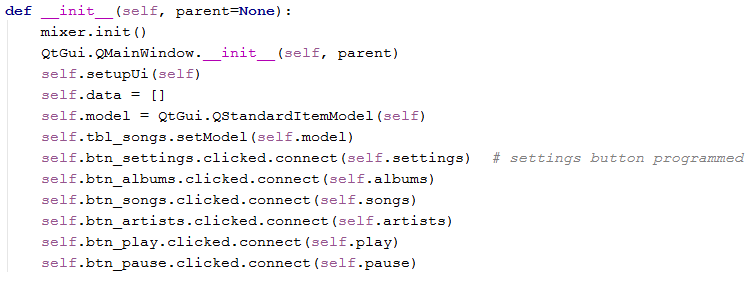 def __init__(self, parent=None):
    mixer.init()
    QtGui.QMainWindow.__init__(self, parent)
    self.setupUi(self)
    self.data = []
    self.model = QtGui.QStandardItemModel(self)
    self.tbl_songs.setModel(self.model)
    self.btn_settings.clicked.connect(self.settings)  # settings button programmed
    self.btn_albums.clicked.connect(self.albums)
    self.btn_songs.clicked.connect(self.songs)
    self.btn_artists.clicked.connect(self.artists)
    self.btn_play.clicked.connect(self.play)
    self.btn_pause.clicked.connect(self.pause)